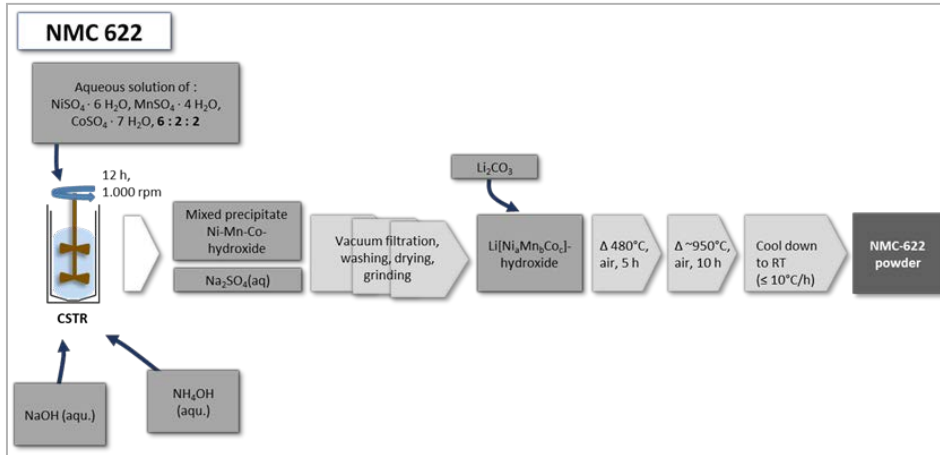 NMC 622
Aqueous solution of :
NiSO₄ · 6 H₂O, MnSO₄ · 4 H₂O,
CoSO₄ · 7 H₂O, 6 : 2 : 2
12 h,
1.000 rpm
CSTR
NaOH (aqu.)
NH₄OH
(aqu.)
Mixed precipitate
Ni-Mn-Co-
hydroxide
Na₂SO₄(aq)
Vacuum filtration,
washing, drying,
grinding
Li₂CO₃
Li[NiₐMn_bCo_c]-
hydroxide
Δ 480°C,
air, 5 h
Δ ~950°C,
air, 10 h
Cool down
to RT
(≤ 10°C/h)
NMC-622
powder